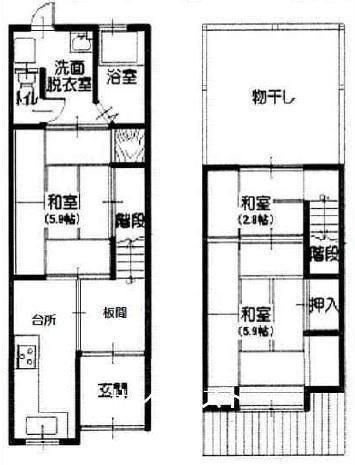 洗面
脱衣室
浴室
トイレ
和室
(5.9帖)
階段
台所
板間
玄関
物干し
和室
(2.8帖)
階段
和室
(5.9帖)
押入